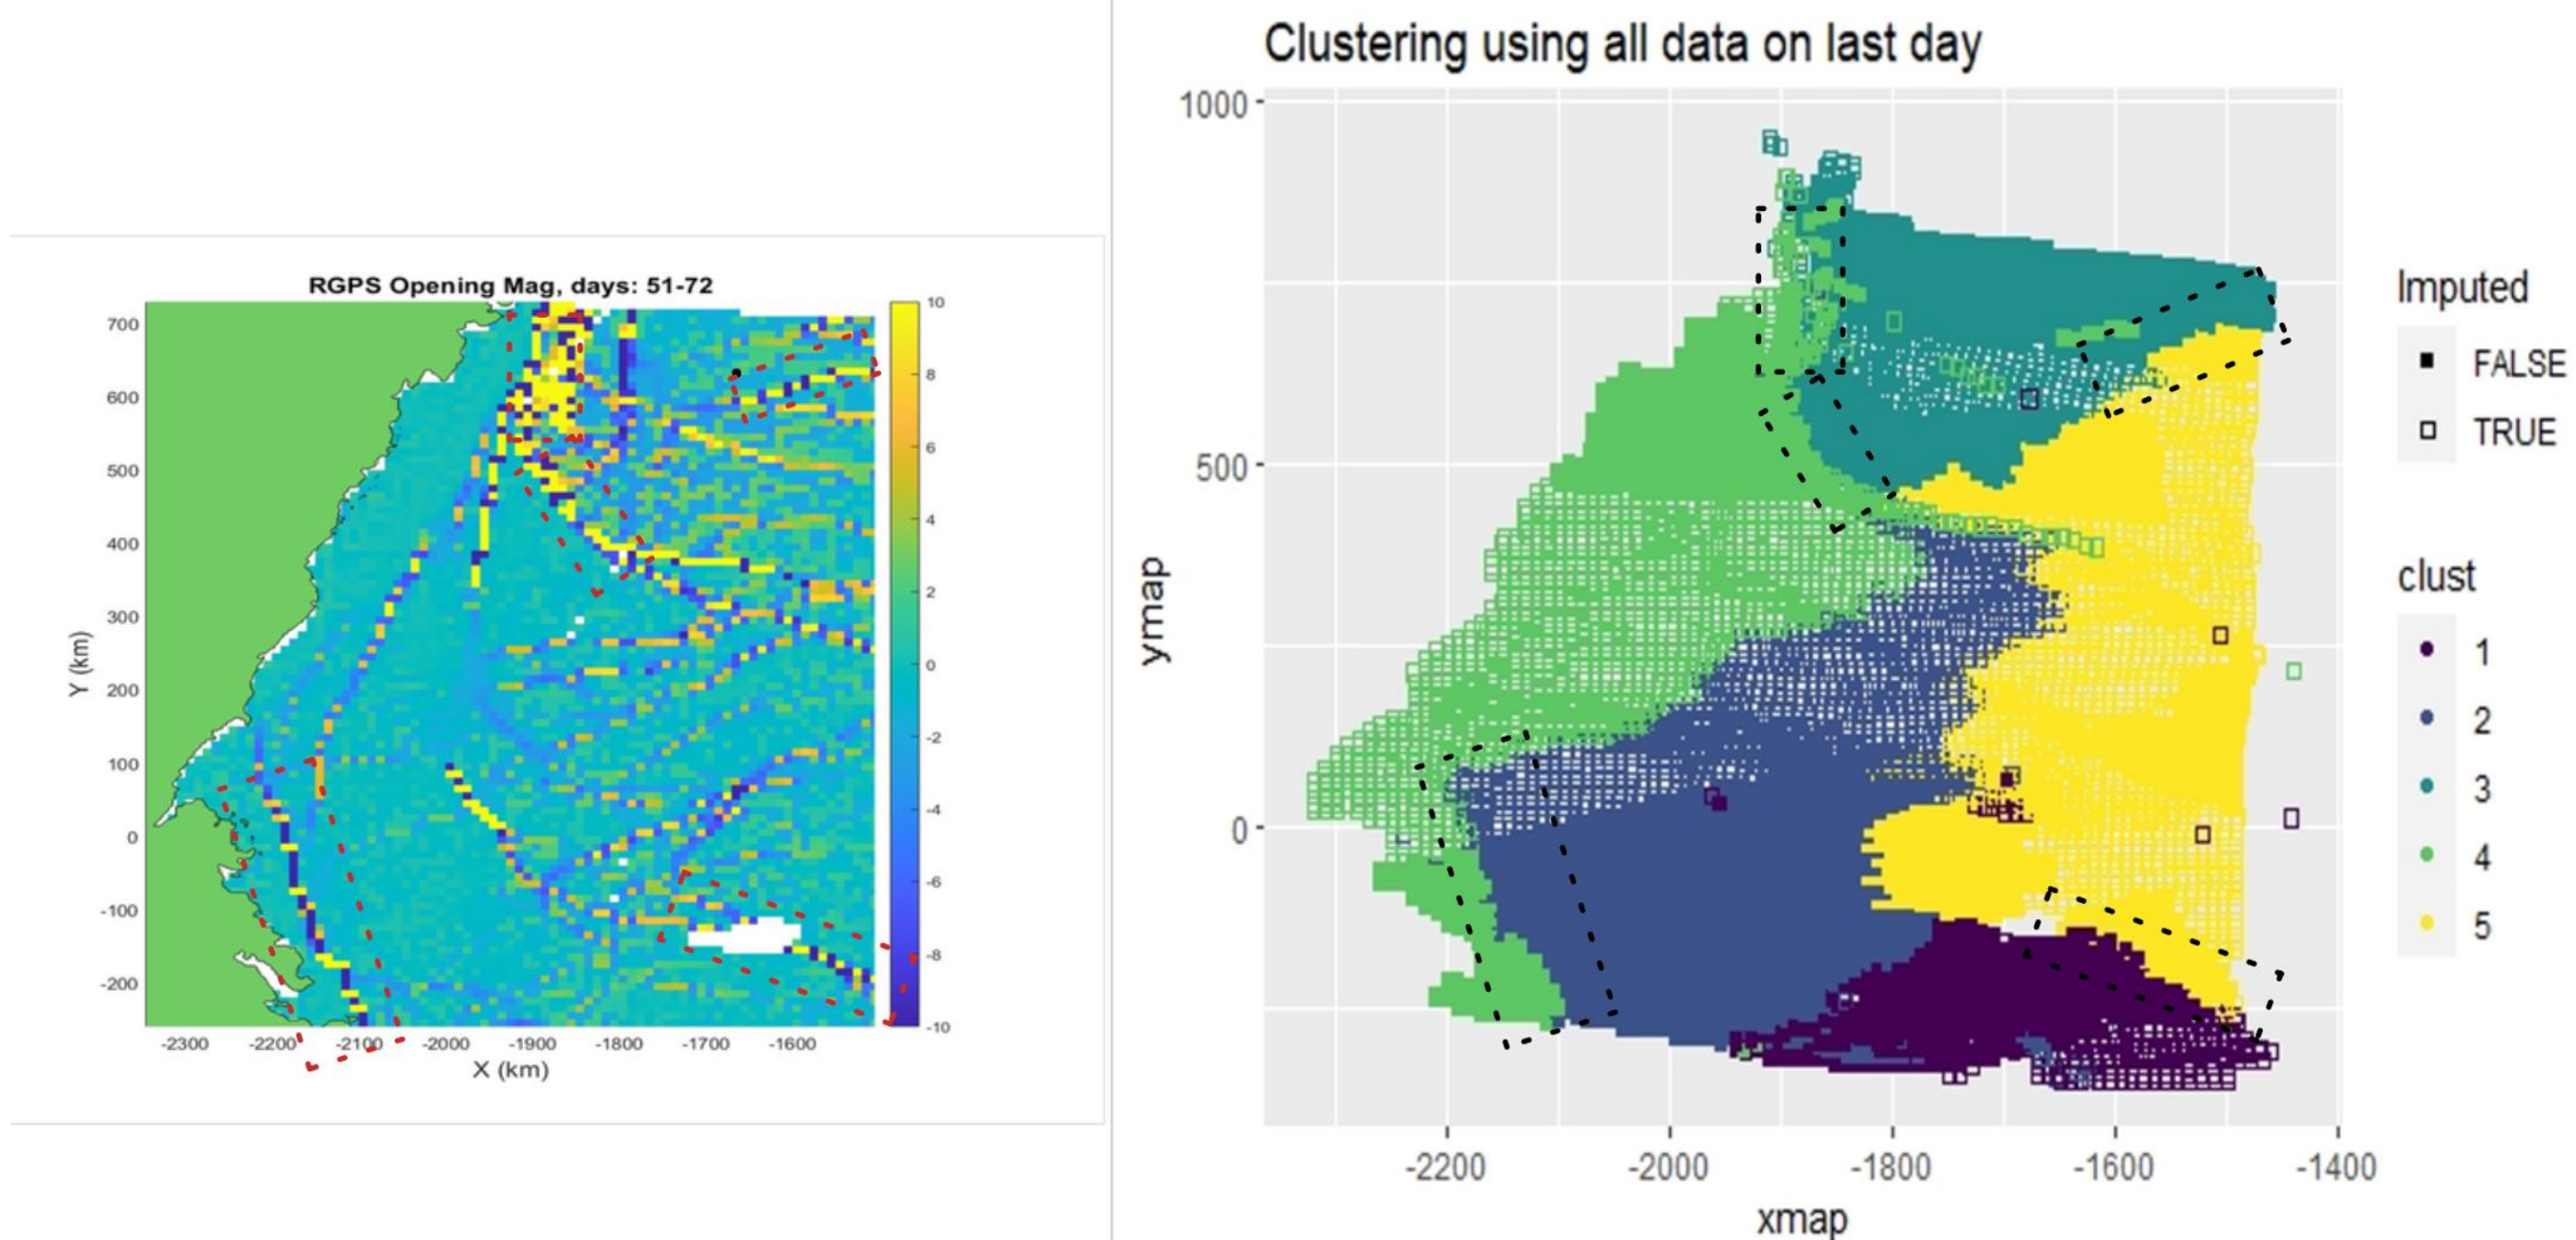 RGPS Opening Mag, days: 51-72
700
600
500
400
300
200
100
0
-100
-200
Y (km)
-2300 -2200 -2100 -2000 -1900 -1800 -1700 -1600
X (km)
10
8
6
4
2
0
-2
-4
-6
-8
-10
Clustering using all data on last day
1000
500
0
ymap
-2200 -2000 -1800 -1600 -1400
xmap
Imputed
FALSE
TRUE
clust
1
2
3
4
5